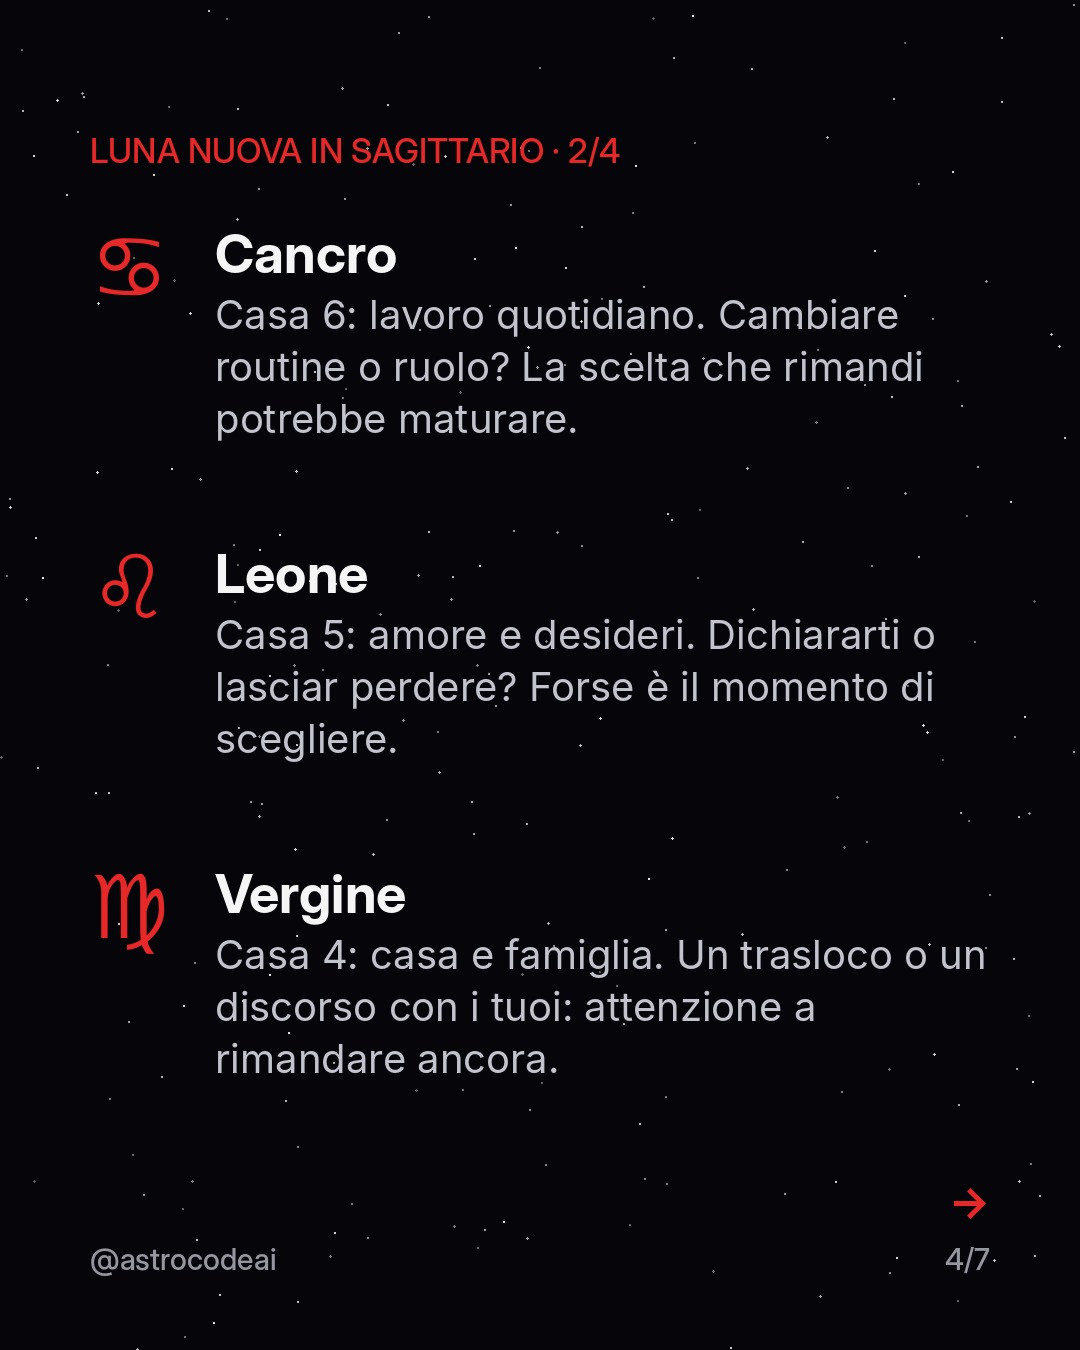 LUNA NUOVA IN SAGITTARIO · 2/4
♋ Cancro
Casa 6: lavoro quotidiano. Cambiare
routine o ruolo? La scelta che rimandi
potrebbe maturare.
♌ Leone
Casa 5: amore e desideri. Dichiararti o
lasciar perdere? Forse è il momento di
scegliere.
♍ Vergine
Casa 4: casa e famiglia. Un trasloco o un
discorso con i tuoi: attenzione a
rimandare ancora.
→
@astrocodeai
4/7